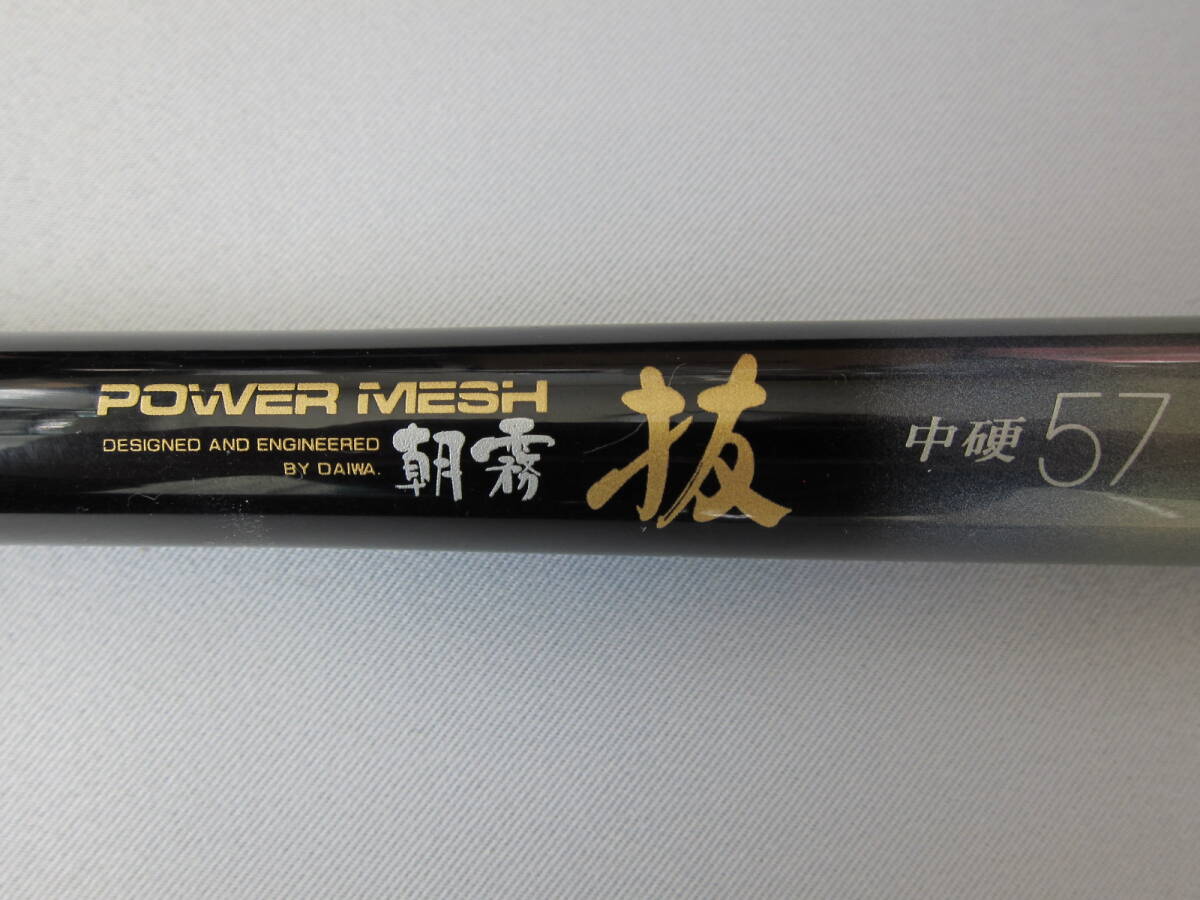 POWER MESH
DESIGNED AND ENGINEERED
BY DAIWA.
朝霧
抜
中硬 57